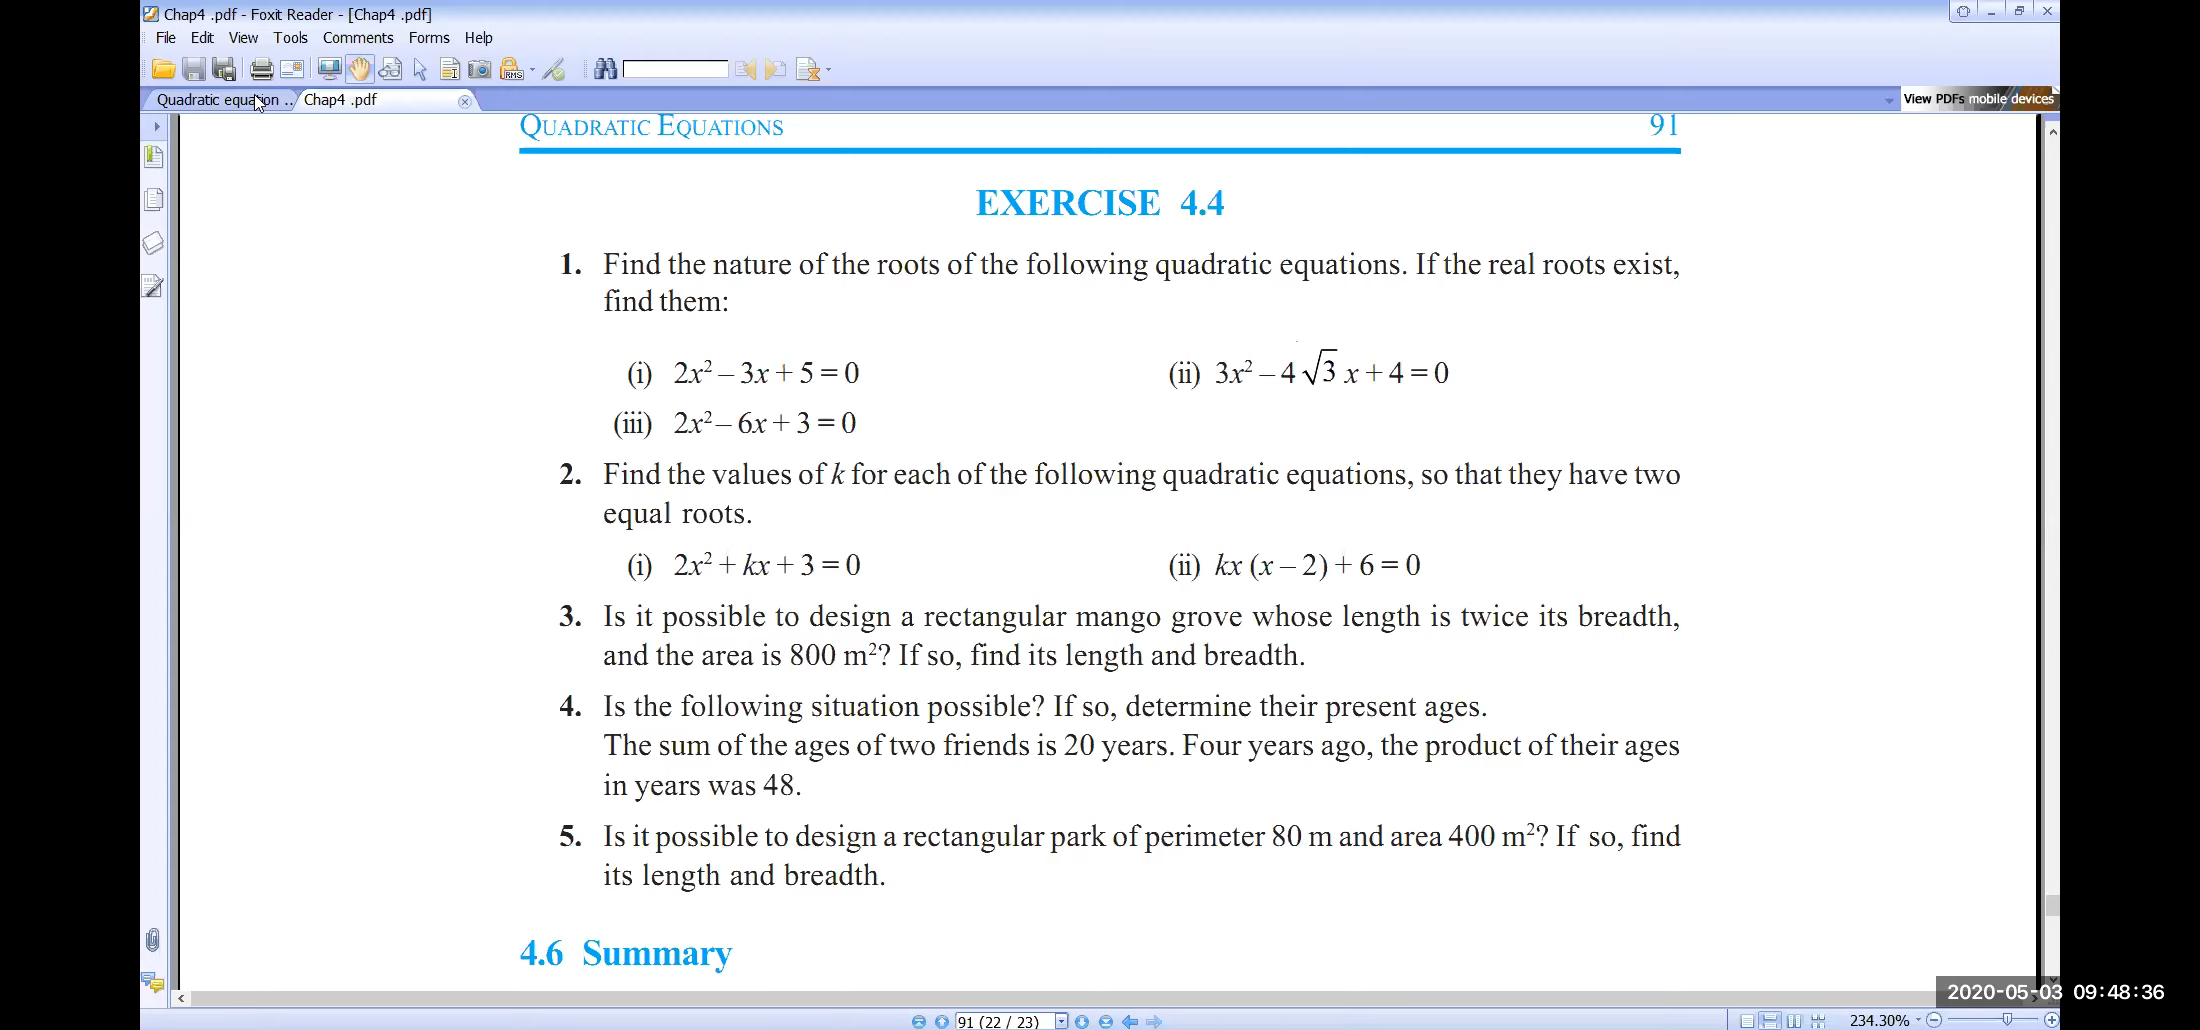 Chap4 .pdf - Foxit Reader - [Chap4 .pdf]
File Edit View Tools Comments Forms Help
RMS
Quadratic equation .. Chap4 .pdf
View PDFs mobile devices
QUADRATIC EQUATIONS 91
EXERCISE 4.4
1. Find the nature of the roots of the following quadratic equations. If the real roots exist,
find them:
(i) 2x² – 3x + 5 = 0 (ii) 3x² – 4√3 x + 4 = 0
(iii) 2x² – 6x + 3 = 0
2. Find the values of k for each of the following quadratic equations, so that they have two
equal roots.
(i) 2x² + kx + 3 = 0 (ii) kx (x – 2) + 6 = 0
3. Is it possible to design a rectangular mango grove whose length is twice its breadth,
and the area is 800 m²? If so, find its length and breadth.
4. Is the following situation possible? If so, determine their present ages.
The sum of the ages of two friends is 20 years. Four years ago, the product of their ages
in years was 48.
5. Is it possible to design a rectangular park of perimeter 80 m and area 400 m²? If so, find
its length and breadth.
4.6 Summary
2020-05-03 09:48:36
91 (22 / 23) 234.30%